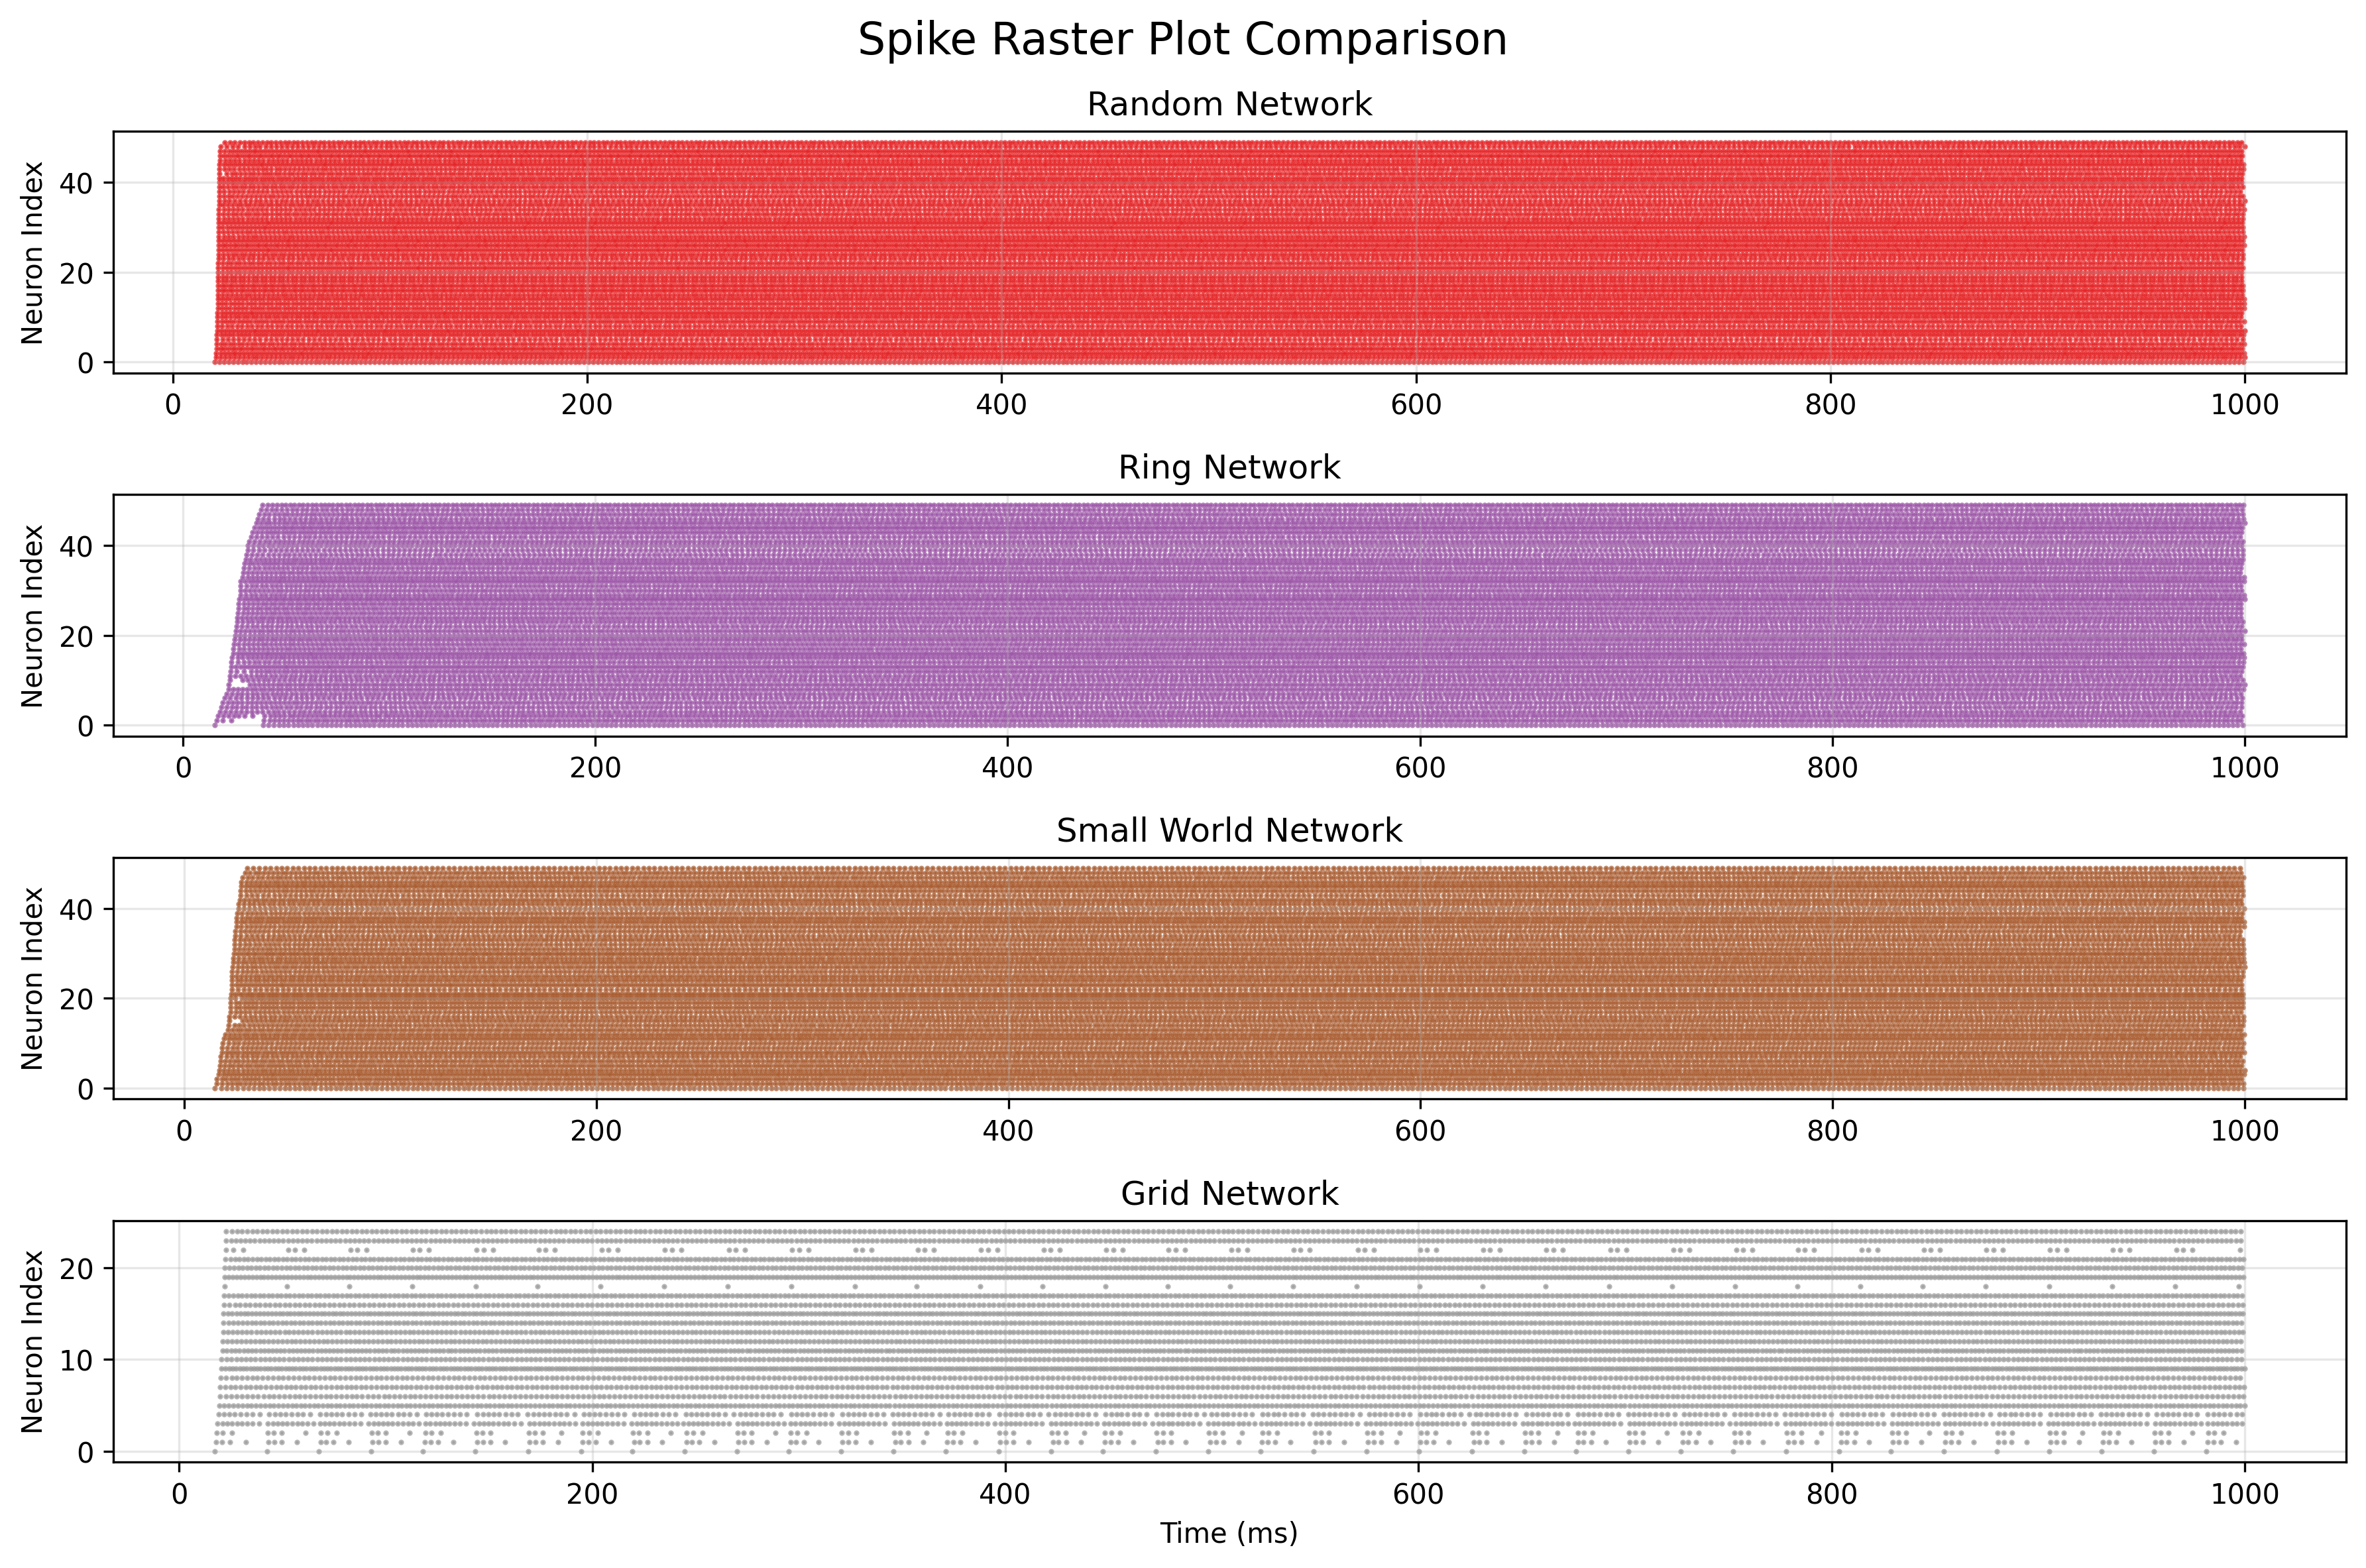 Spike Raster Plot Comparison
Random Network
Neuron Index
40
20
0
0 200 400 600 800 1000
Ring Network
Neuron Index
40
20
0
0 200 400 600 800 1000
Small World Network
Neuron Index
40
20
0
0 200 400 600 800 1000
Grid Network
Neuron Index
20
10
0
0 200 400 600 800 1000
Time (ms)